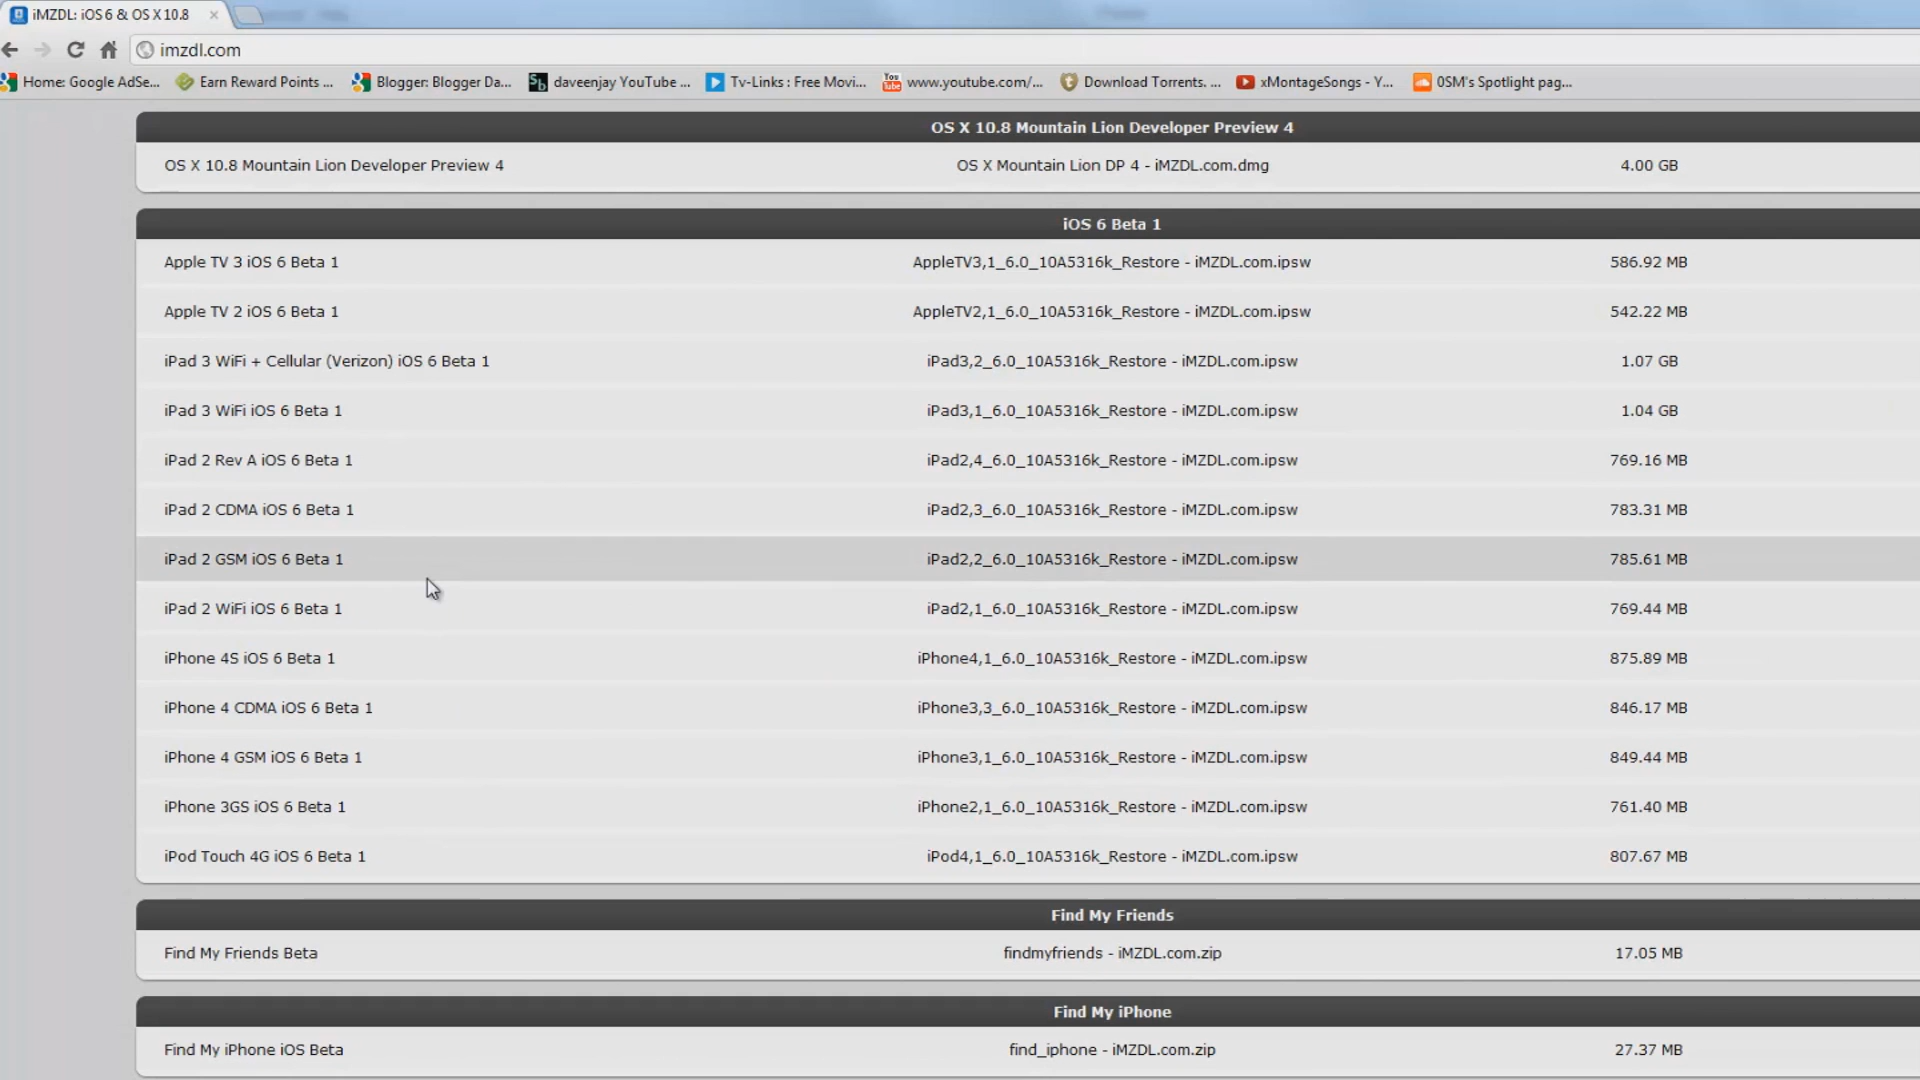 iMZDL: iOS 6 & OS X 10.8
imzdl.com
Home: Google AdSe... Earn Reward Points ... Blogger: Blogger Da... daveenjay YouTube ... Tv-Links : Free Movi... www.youtube.com/... Download Torrents. ... xMontageSongs - Y... 0SM's Spotlight pag...
OS X 10.8 Mountain Lion Developer Preview 4
OS X 10.8 Mountain Lion Developer Preview 4 OS X Mountain Lion DP 4 - iMZDL.com.dmg 4.00 GB
iOS 6 Beta 1
Apple TV 3 iOS 6 Beta 1 AppleTV3,1_6.0_10A5316k_Restore - iMZDL.com.ipsw 586.92 MB
Apple TV 2 iOS 6 Beta 1 AppleTV2,1_6.0_10A5316k_Restore - iMZDL.com.ipsw 542.22 MB
iPad 3 WiFi + Cellular (Verizon) iOS 6 Beta 1 iPad3,2_6.0_10A5316k_Restore - iMZDL.com.ipsw 1.07 GB
iPad 3 WiFi iOS 6 Beta 1 iPad3,1_6.0_10A5316k_Restore - iMZDL.com.ipsw 1.04 GB
iPad 2 Rev A iOS 6 Beta 1 iPad2,4_6.0_10A5316k_Restore - iMZDL.com.ipsw 769.16 MB
iPad 2 CDMA iOS 6 Beta 1 iPad2,3_6.0_10A5316k_Restore - iMZDL.com.ipsw 783.31 MB
iPad 2 GSM iOS 6 Beta 1 iPad2,2_6.0_10A5316k_Restore - iMZDL.com.ipsw 785.61 MB
iPad 2 WiFi iOS 6 Beta 1 iPad2,1_6.0_10A5316k_Restore - iMZDL.com.ipsw 769.44 MB
iPhone 4S iOS 6 Beta 1 iPhone4,1_6.0_10A5316k_Restore - iMZDL.com.ipsw 875.89 MB
iPhone 4 CDMA iOS 6 Beta 1 iPhone3,3_6.0_10A5316k_Restore - iMZDL.com.ipsw 846.17 MB
iPhone 4 GSM iOS 6 Beta 1 iPhone3,1_6.0_10A5316k_Restore - iMZDL.com.ipsw 849.44 MB
iPhone 3GS iOS 6 Beta 1 iPhone2,1_6.0_10A5316k_Restore - iMZDL.com.ipsw 761.40 MB
iPod Touch 4G iOS 6 Beta 1 iPod4,1_6.0_10A5316k_Restore - iMZDL.com.ipsw 807.67 MB
Find My Friends
Find My Friends Beta findmyfriends - iMZDL.com.zip 17.05 MB
Find My iPhone
Find My iPhone iOS Beta find_iphone - iMZDL.com.zip 27.37 MB